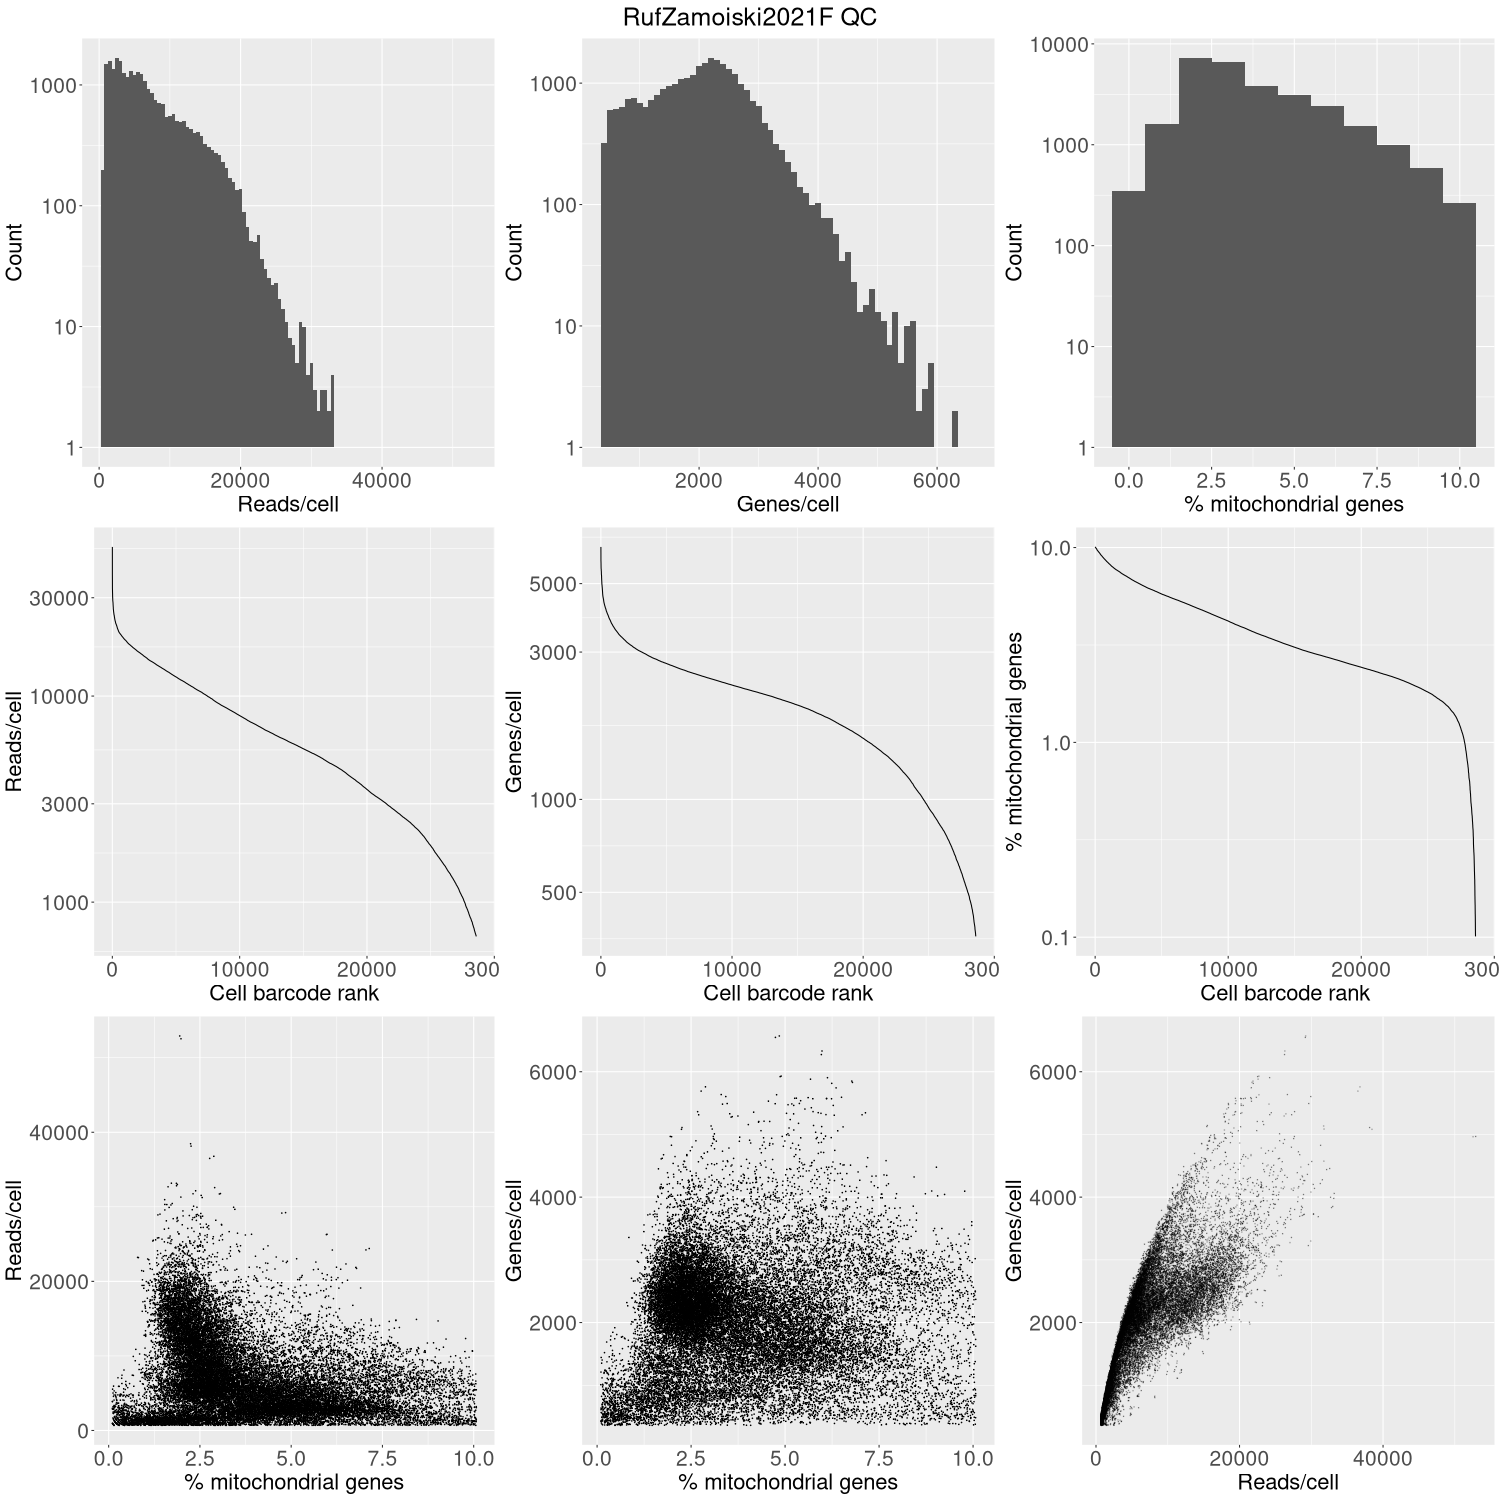 RufZamoiski2021F QC
1000
100
10
1
Count
0 20000 40000
Reads/cell
1000
100
10
1
Count
2000 4000 6000
Genes/cell
10000
1000
100
10
1
Count
0.0 2.5 5.0 7.5 10.0
% mitochondrial genes
30000
10000
3000
1000
Reads/cell
0 10000 20000 300
Cell barcode rank
5000
3000
1000
500
Genes/cell
0 10000 20000 300
Cell barcode rank
10.0
1.0
0.1
% mitochondrial genes
0 10000 20000 300
Cell barcode rank
40000
20000
0
Reads/cell
0.0 2.5 5.0 7.5 10.0
% mitochondrial genes
6000
4000
2000
Genes/cell
0.0 2.5 5.0 7.5 10.0
% mitochondrial genes
6000
4000
2000
Genes/cell
0 20000 40000
Reads/cell